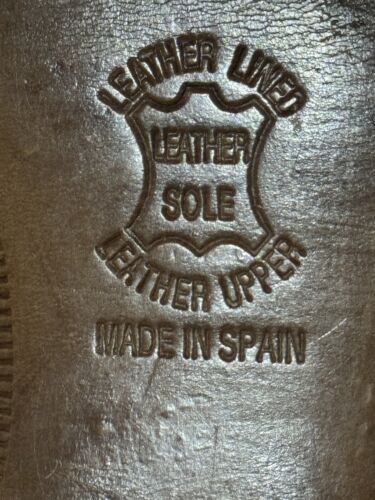 LEATHER LINED
LEATHER
SOLE
LEATHER UPPER
MADE IN SPAIN